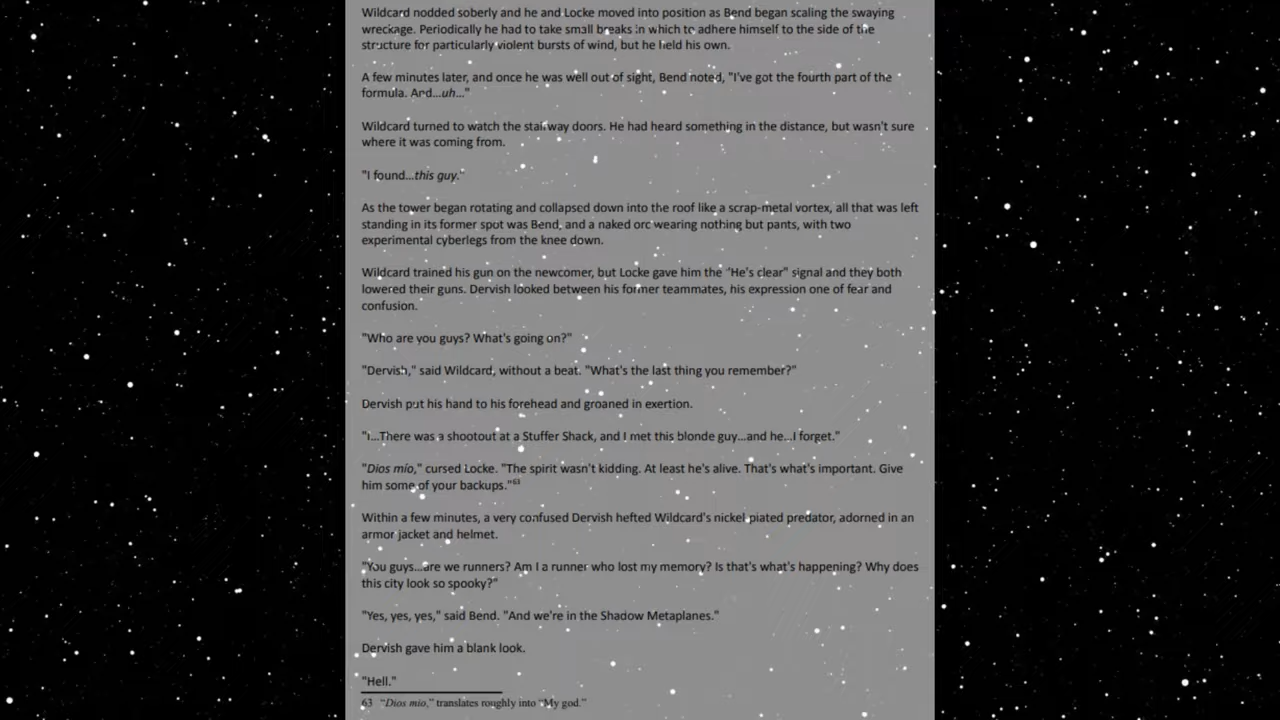 Wildcard nodded soberly and he and Locke moved into position as Bend began scaling the swaying
wreckage. Periodically he had to take small breaks in which to adhere himself to the side of the
structure for particularly violent bursts of wind, but he held his own.
A few minutes later, and once he was well out of sight, Bend noted, "I've got the fourth part of the
formula. And...uh..."
Wildcard turned to watch the stairway doors. He had heard something in the distance, but wasn't sure
where it was coming from.
"I found...this guy."
As the tower began rotating and collapsed down into the roof like a scrap-metal vortex, all that was left
standing in its former spot was Bend, and a naked orc wearing nothing but pants, with two
experimental cyberlegs from the knee down.
Wildcard trained his gun on the newcomer, but Locke gave him the "He's clear" signal and they both
lowered their guns. Dervish looked between his former teammates, his expression one of fear and
confusion.
"Who are you guys? What's going on?"
"Dervish," said Wildcard, without a beat. "What's the last thing you remember?"
Dervish put his hand to his forehead and groaned in exertion.
"I...There was a shootout at a Stuffer Shack, and I met this blonde guy...and he...I forget."
"Dios mío," cursed Locke. "The spirit wasn't kidding. At least he's alive. That's what's important. Give
him some of your backups."63
Within a few minutes, a very confused Dervish hefted Wildcard's nickel plated predator, adorned in an
armor jacket and helmet.
"You guys...are we runners? Am I a runner who lost my memory? Is that's what's happening? Why does
this city look so spooky?"
"Yes, yes, yes," said Bend. "And we're in the Shadow Metaplanes."
Dervish gave him a blank look.
"Hell."
63 "Dios mío," translates roughly into "My god."